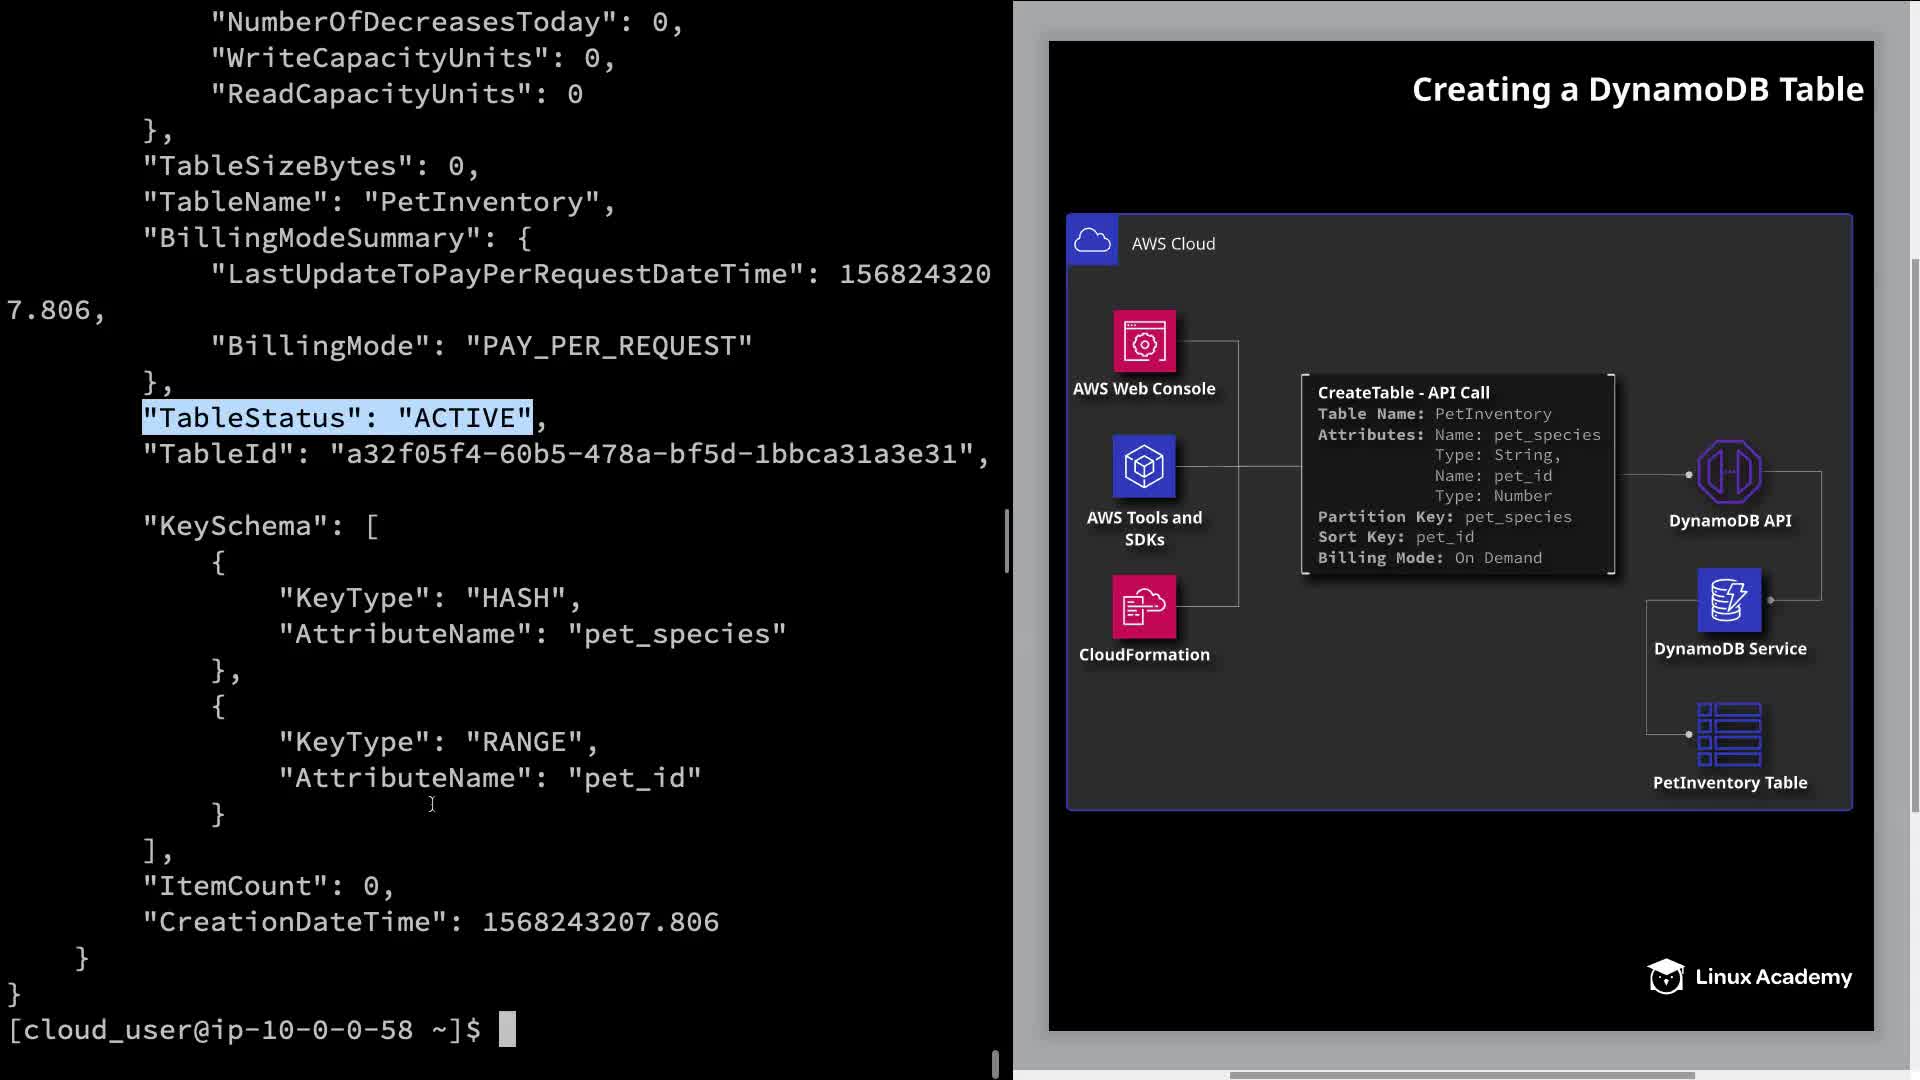 "NumberOfDecreasesToday": 0,
"WriteCapacityUnits": 0,
"ReadCapacityUnits": 0
},
"TableSizeBytes": 0,
"TableName": "PetInventory",
"BillingModeSummary": {
"LastUpdateToPayPerRequestDateTime": 156824320
7.806,
"BillingMode": "PAY_PER_REQUEST"
},
"TableStatus": "ACTIVE",
"TableId": "a32f05f4-60b5-478a-bf5d-1bbca31a3e31",
"KeySchema": [
{
"KeyType": "HASH",
"AttributeName": "pet_species"
},
{
"KeyType": "RANGE",
"AttributeName": "pet_id"
}
],
"ItemCount": 0,
"CreationDateTime": 1568243207.806
}
}
[cloud_user@ip-10-0-0-58 ~]$
Creating a DynamoDB Table
AWS Cloud
AWS Web Console
AWS Tools and
SDKs
CloudFormation
CreateTable - API Call
Table Name: PetInventory
Attributes: Name: pet_species
Type: String,
Name: pet_id
Type: Number
Partition Key: pet_species
Sort Key: pet_id
Billing Mode: On Demand
DynamoDB API
DynamoDB Service
PetInventory Table
Linux Academy